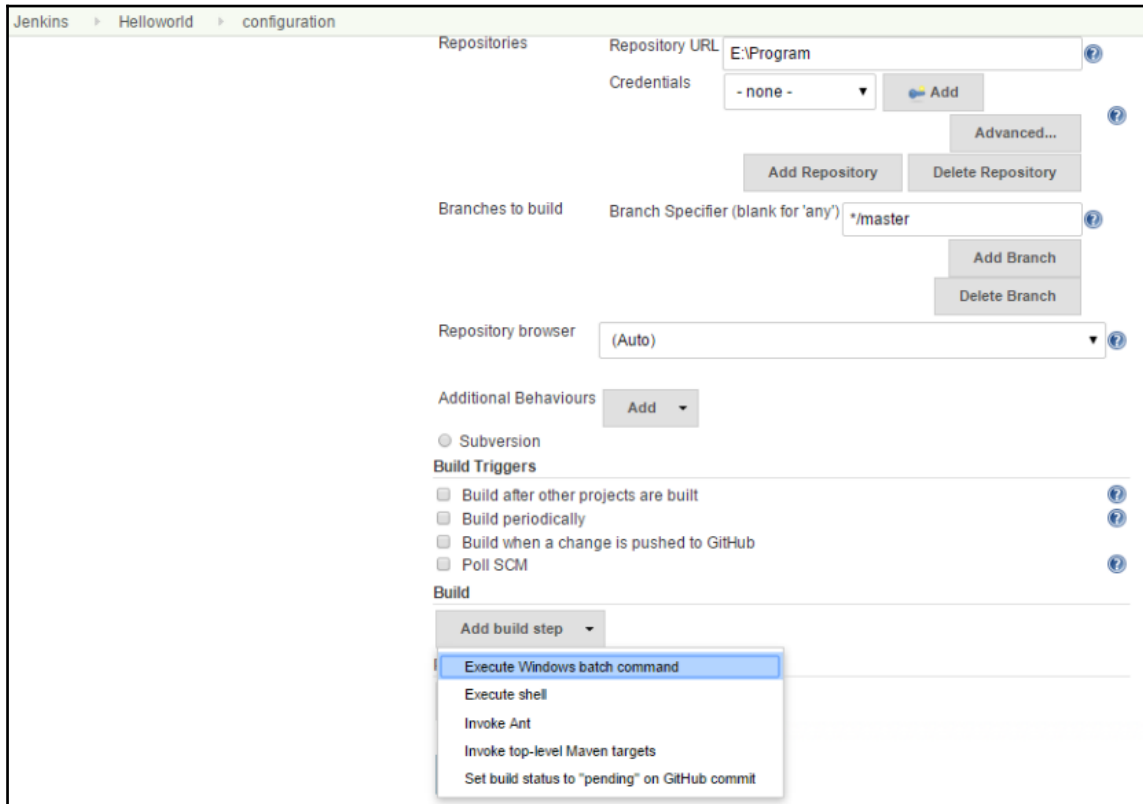 Jenkins Helloworld configuration
Repositories Repository URL E:\Program
Credentials - none - Add
Advanced...
Add Repository Delete Repository
Branches to build Branch Specifier (blank for 'any') */master
Add Branch
Delete Branch
Repository browser (Auto)
Additional Behaviours Add
Subversion
Build Triggers
Build after other projects are built
Build periodically
Build when a change is pushed to GitHub
Poll SCM
Build
Add build step
Execute Windows batch command
Execute shell
Invoke Ant
Invoke top-level Maven targets
Set build status to "pending" on GitHub commit